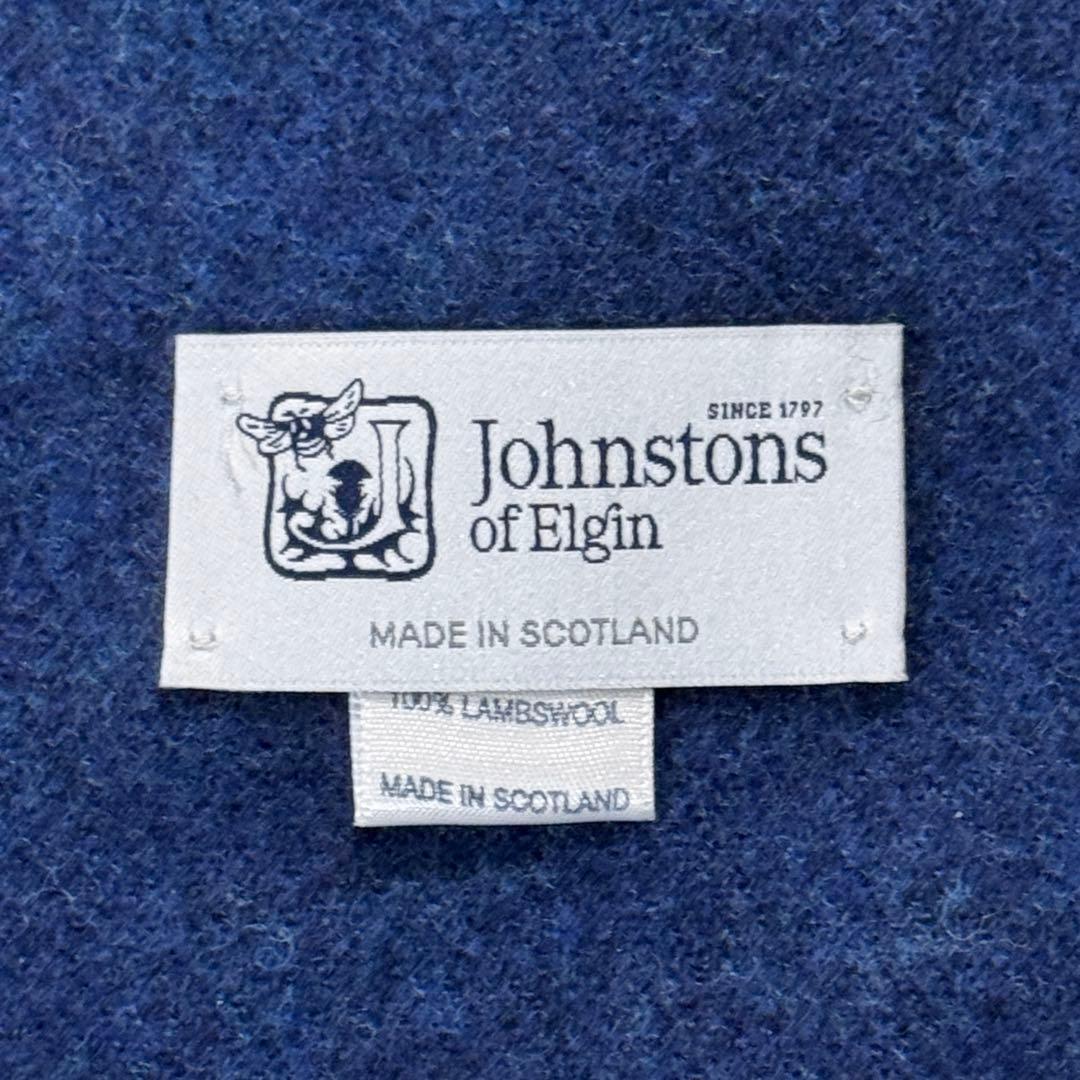 SINCE 1797
Johnstons
of Elgin
MADE IN SCOTLAND
100% LAMBSWOOL
MADE IN SCOTLAND